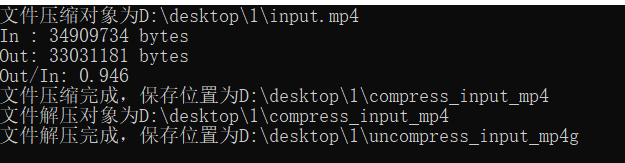 文件压缩对象为D:\desktop\1\input.mp4
In : 34909734 bytes
Out: 33031181 bytes
Out/In: 0.946
文件压缩完成，保存位置为D:\desktop\1\compress_input_mp4
文件解压对象为D:\desktop\1\compress_input_mp4
文件解压完成，保存位置为D:\desktop\1\uncompress_input_mp4g